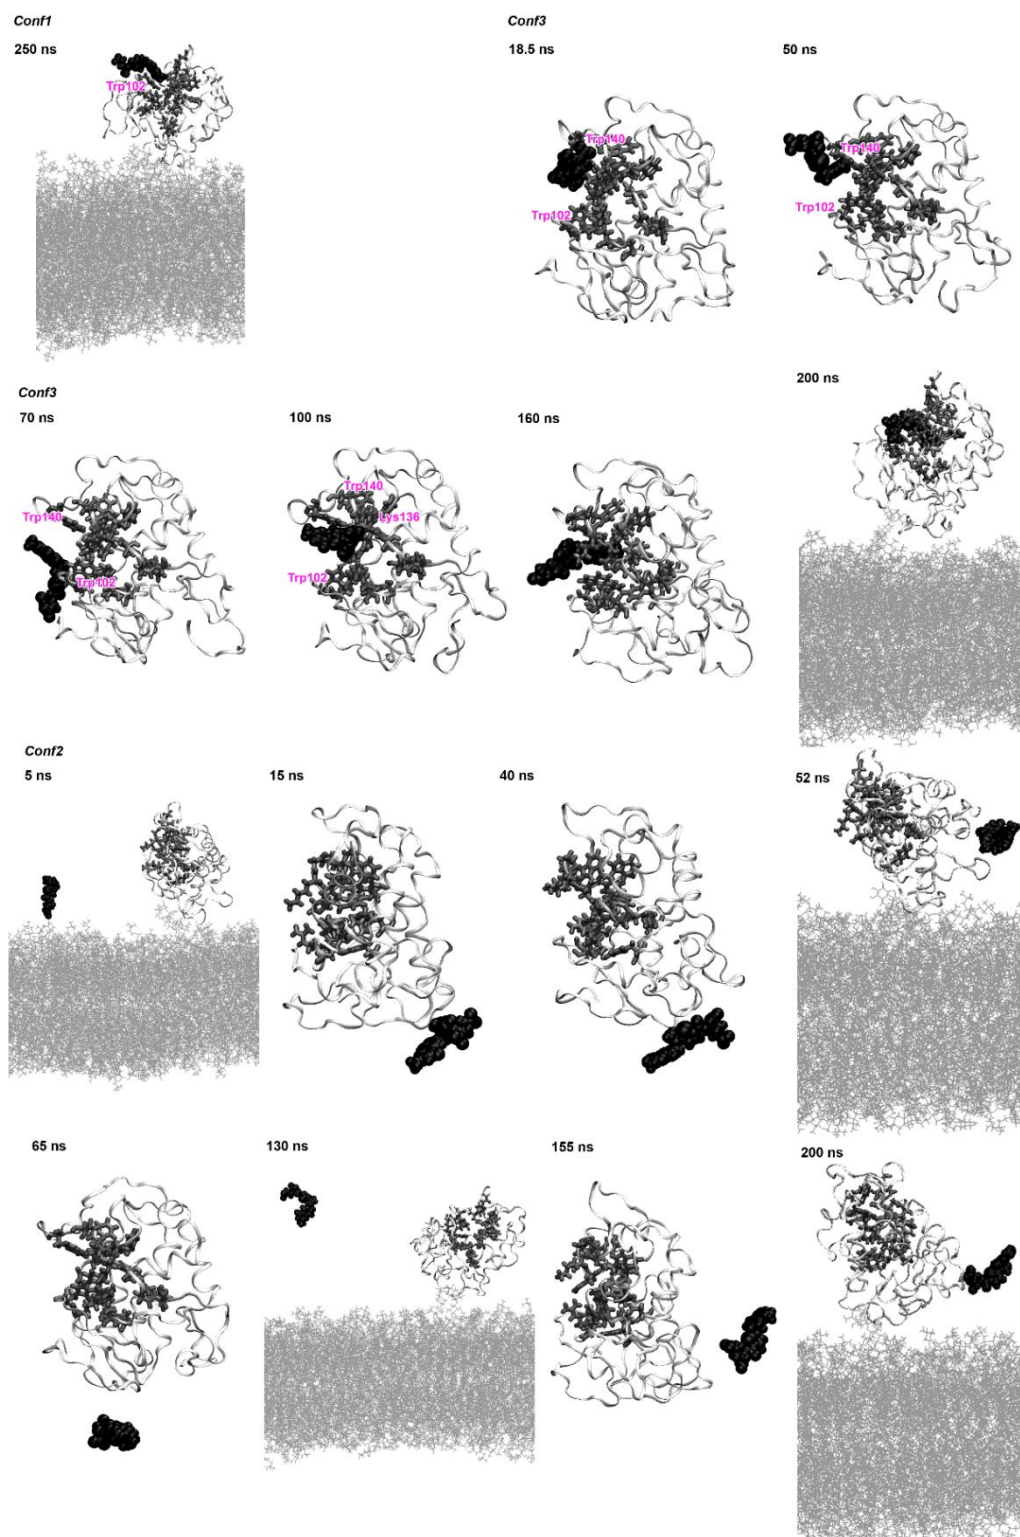 Conf1
Conf3
250 ns
18.5 ns
50 ns
Trp102
Trp140
Trp140
Trp102
Trp102
Conf3
70 ns
100 ns
160 ns
200 ns
Trp140
Trp140
Lys136
Trp102
Trp102
Conf2
5 ns
15 ns
40 ns
52 ns
65 ns
130 ns
155 ns
200 ns